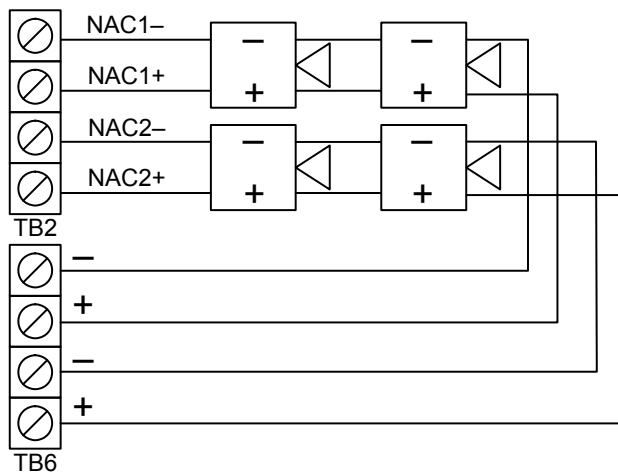 NAC1–
– –
NAC1+
+ +
NAC2–
– –
NAC2+
+ +
TB2
–
+
–
+
TB6